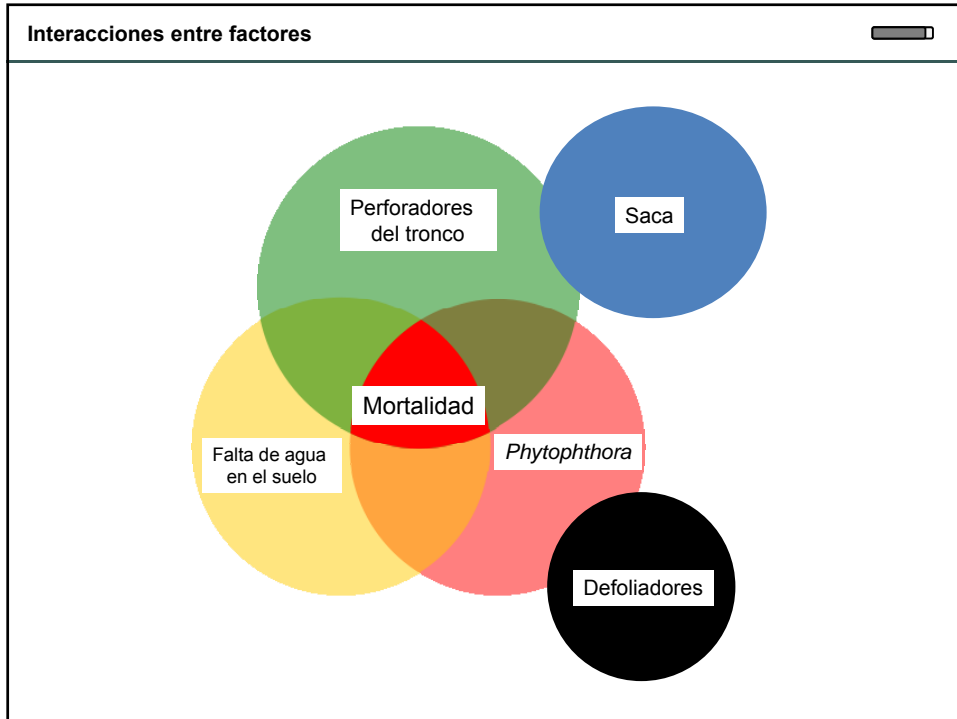 Interacciones entre factores
Perforadores
del tronco
Saca
Mortalidad
Falta de agua
en el suelo
Phytophthora
Defoliadores